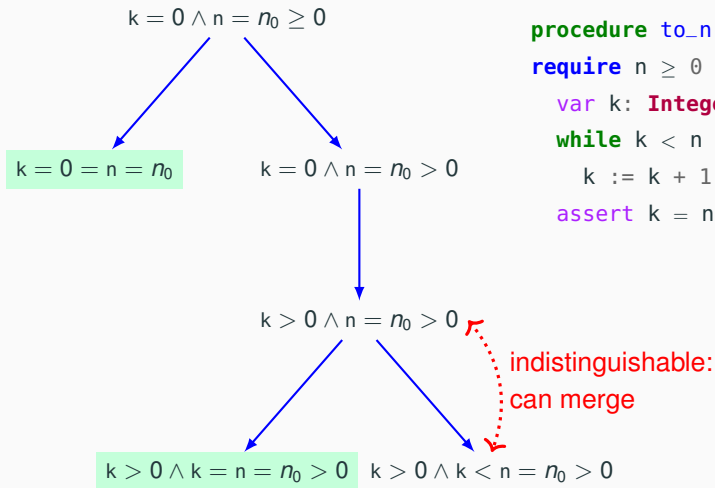 k = 0 ∧ n = n₀ ≥ 0
procedure to_n
require n ≥ 0
var k:
while k < n
k := k + 1
assert k = n
k = 0 = n = n₀
k = 0 ∧ n = n₀ > 0
k > 0 ∧ n = n₀ > 0
indistinguishable:
can merge
k > 0 ∧ k = n = n₀ > 0
k > 0 ∧ k < n = n₀ > 0